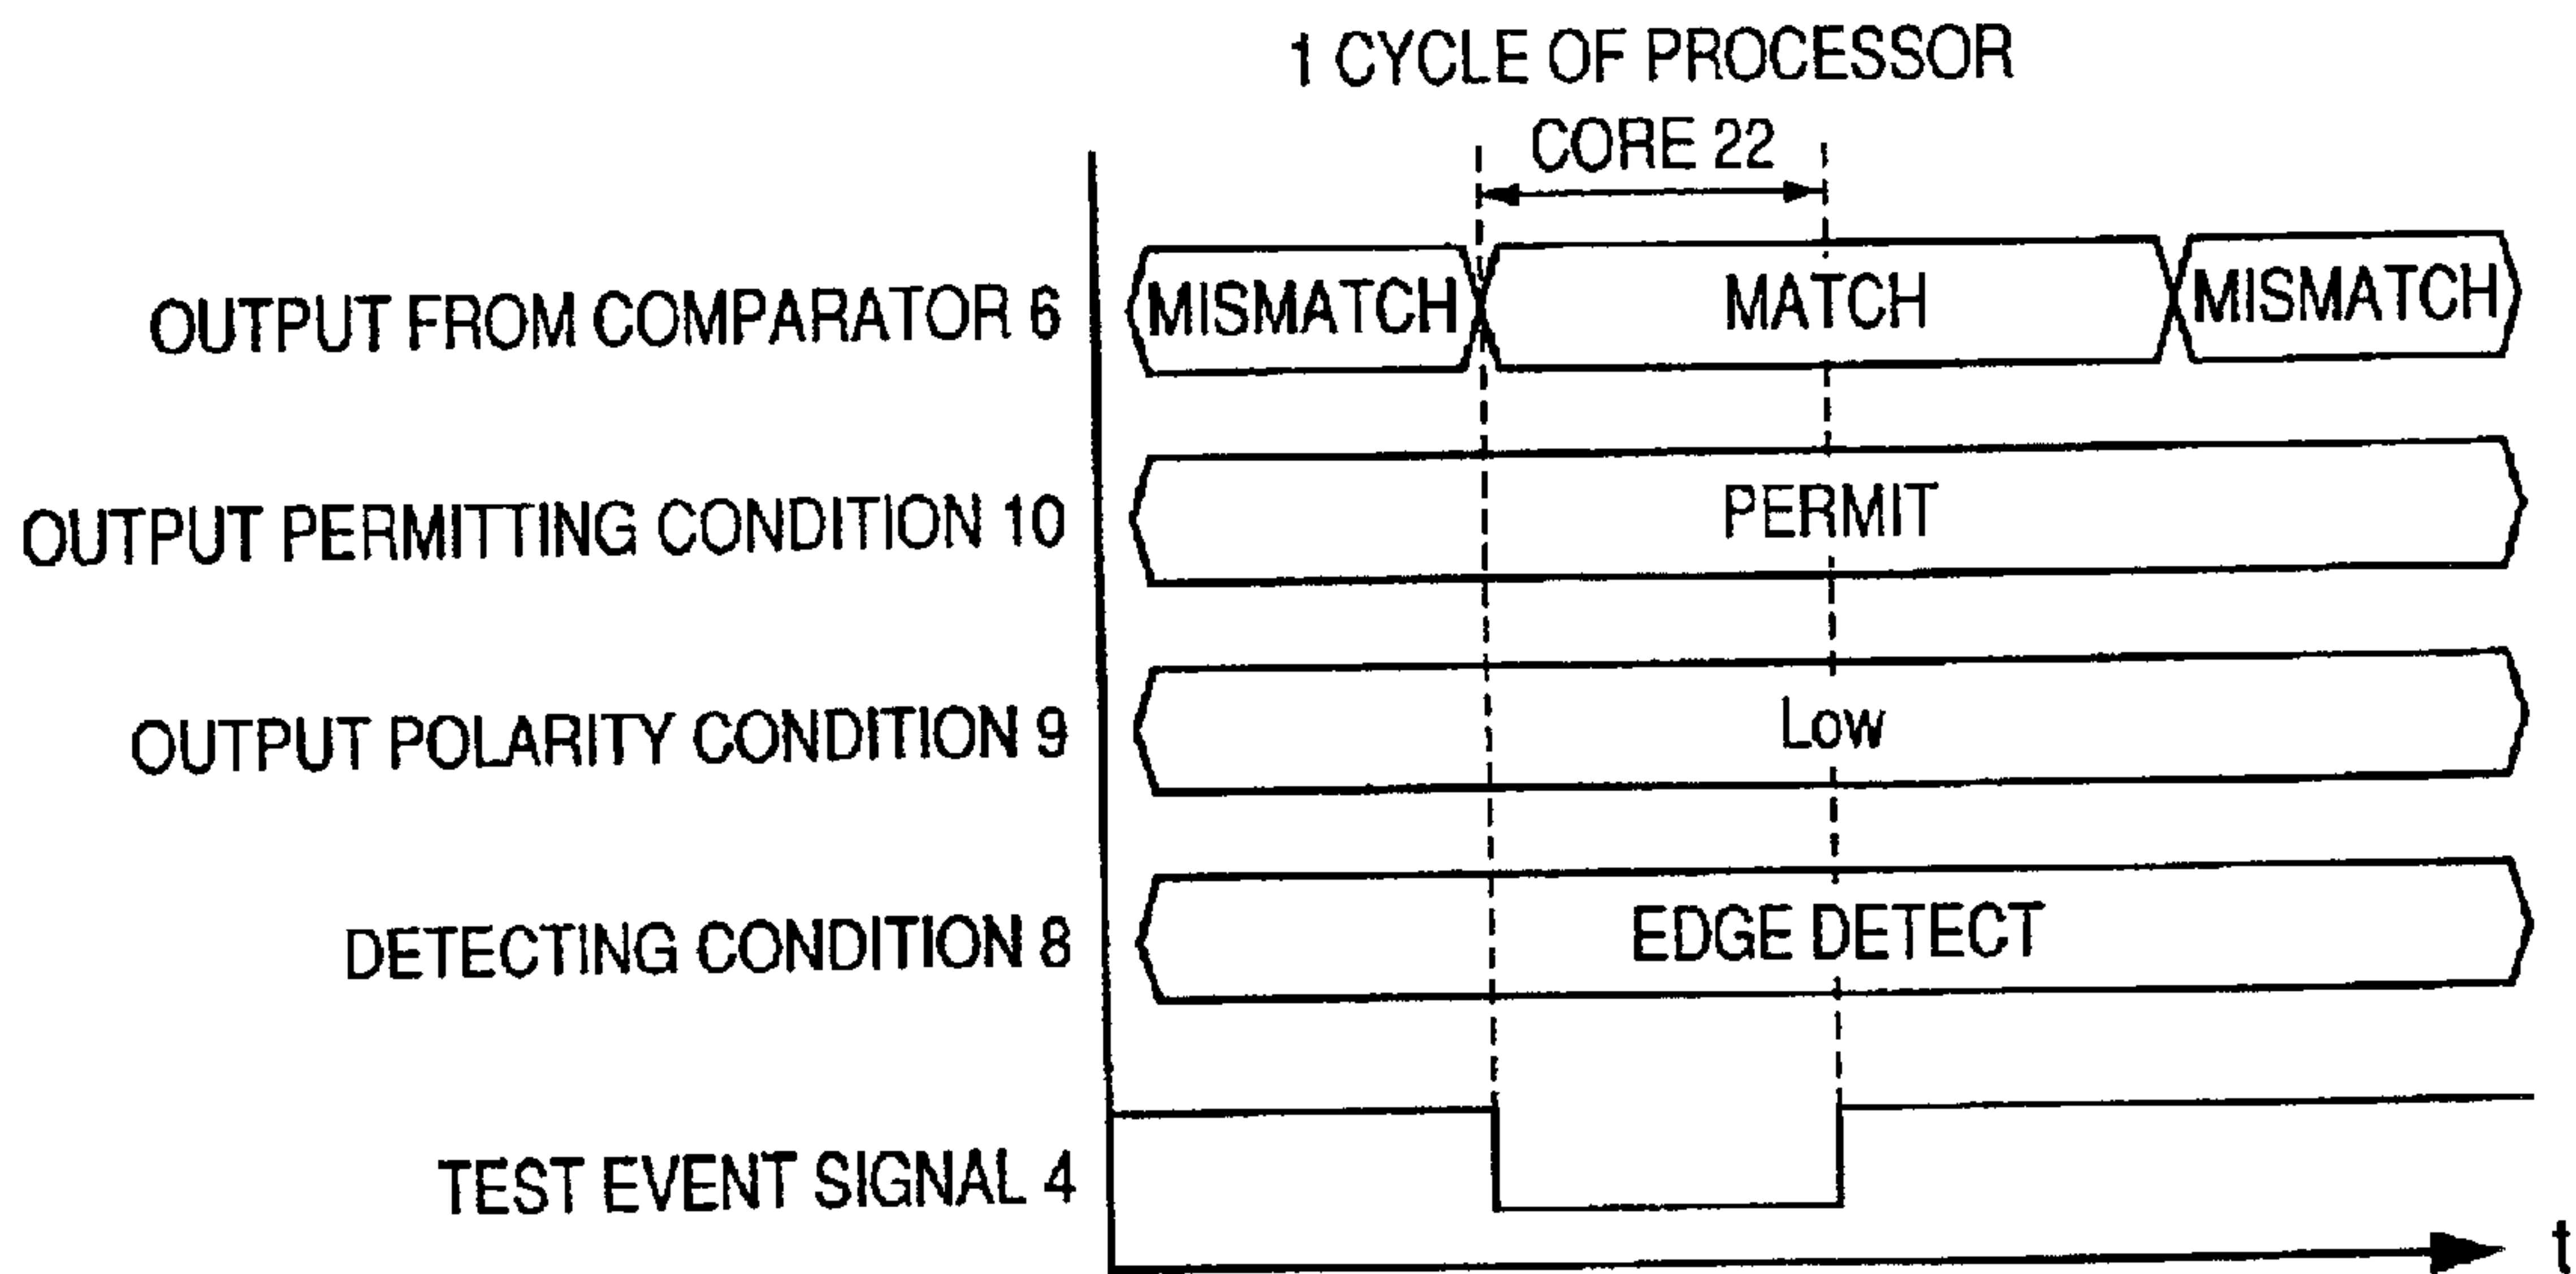 1 CYCLE OF PROCESSOR
CORE 22
OUTPUT FROM COMPARATOR 6
MISMATCH
MATCH
MISMATCH
OUTPUT PERMITTING CONDITION 10
PERMIT
OUTPUT POLARITY CONDITION 9
Low
DETECTING CONDITION 8
EDGE DETECT
TEST EVENT SIGNAL 4
t